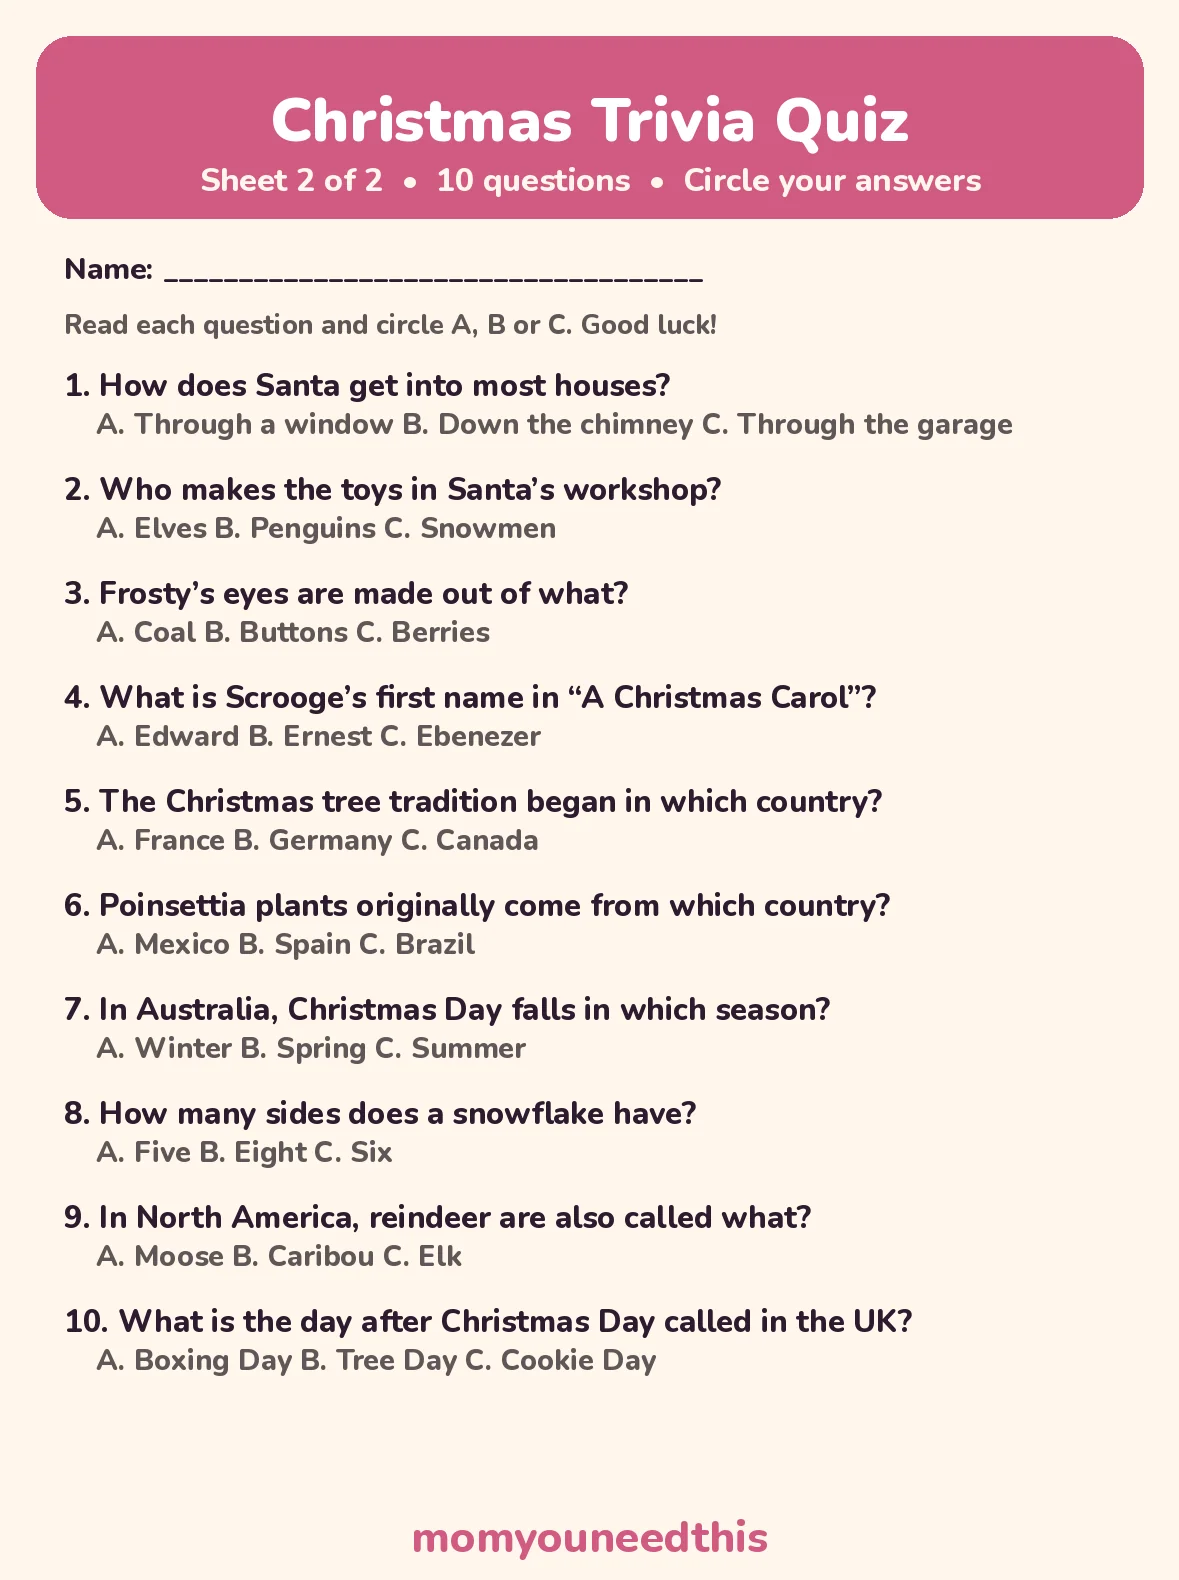 Christmas Trivia Quiz
Sheet 2 of 2 • 10 questions • Circle your answers
Name: ____________________________________
Read each question and circle A, B or C. Good luck!
1. How does Santa get into most houses?
A. Through a window B. Down the chimney C. Through the garage
2. Who makes the toys in Santa’s workshop?
A. Elves B. Penguins C. Snowmen
3. Frosty’s eyes are made out of what?
A. Coal B. Buttons C. Berries
4. What is Scrooge’s first name in “A Christmas Carol”?
A. Edward B. Ernest C. Ebenezer
5. The Christmas tree tradition began in which country?
A. France B. Germany C. Canada
6. Poinsettia plants originally come from which country?
A. Mexico B. Spain C. Brazil
7. In Australia, Christmas Day falls in which season?
A. Winter B. Spring C. Summer
8. How many sides does a snowflake have?
A. Five B. Eight C. Six
9. In North America, reindeer are also called what?
A. Moose B. Caribou C. Elk
10. What is the day after Christmas Day called in the UK?
A. Boxing Day B. Tree Day C. Cookie Day
momyouneedthis